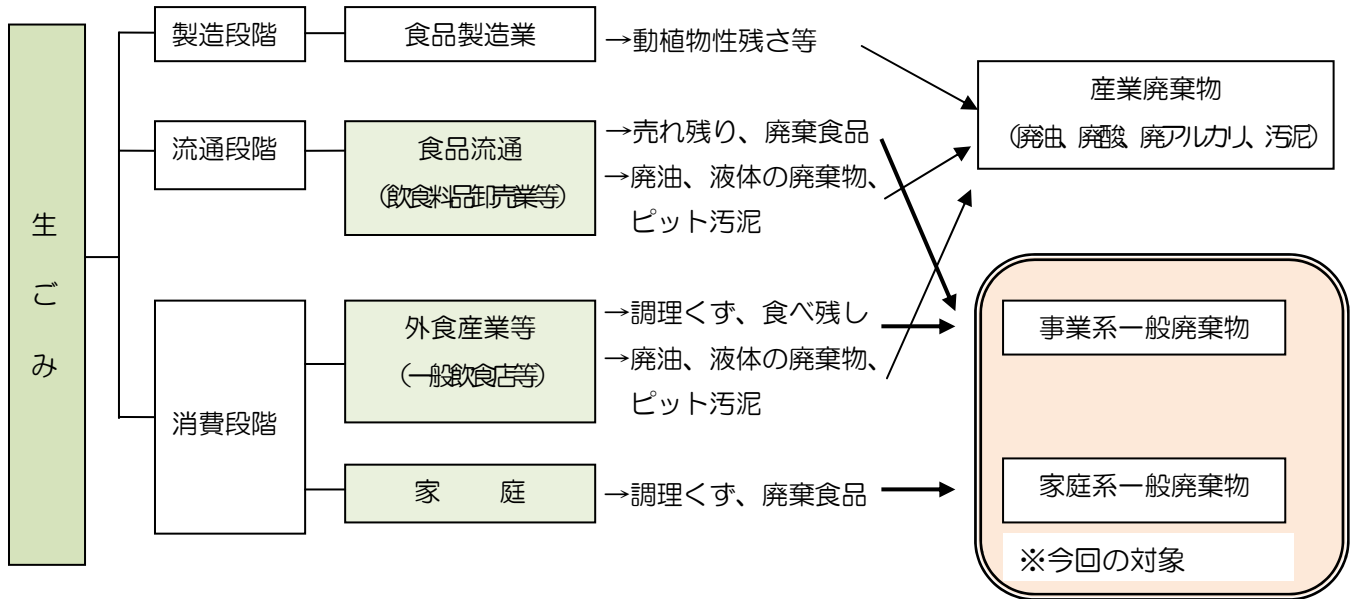 生ごみ
製造段階
食品製造業
→動植物性残さ等
産業廃棄物
(廃油、廃酸、廃アルカリ、汚泥)
流通段階
食品流通
(飲食料品卸売業等)
→売れ残り、廃棄食品
→廃油、液体の廃棄物、
ピット汚泥
消費段階
外食産業等
(一般飲食店等)
→調理くず、食べ残し
→廃油、液体の廃棄物、
ピット汚泥
事業系一般廃棄物
家　庭
→調理くず、廃棄食品
家庭系一般廃棄物
※今回の対象